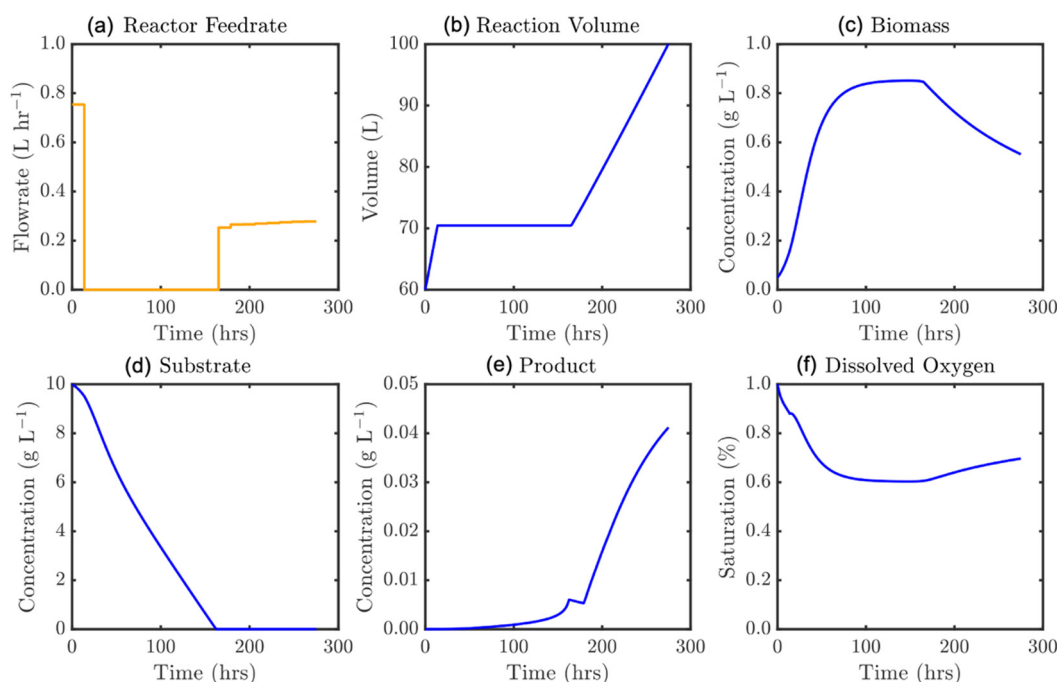 (a) Reactor Feedrate
(b) Reaction Volume
(c) Biomass
1.0
0.8
0.6
0.4
0.2
0.0
Flowrate (L hr⁻¹)
0 100 200 300
Time (hrs)
100
90
80
70
60
Volume (L)
0 100 200 300
Time (hrs)
1.0
0.8
0.6
0.4
0.2
0.0
Concentration (g L⁻¹)
0 100 200 300
Time (hrs)
(d) Substrate
(e) Product
(f) Dissolved Oxygen
10
8
6
4
2
0
Concentration (g L⁻¹)
0 100 200 300
Time (hrs)
0.05
0.04
0.03
0.02
0.01
0.00
Concentration (g L⁻¹)
0 100 200 300
Time (hrs)
1.0
0.8
0.6
0.4
0.2
0.0
Saturation (%)
0 100 200 300
Time (hrs)